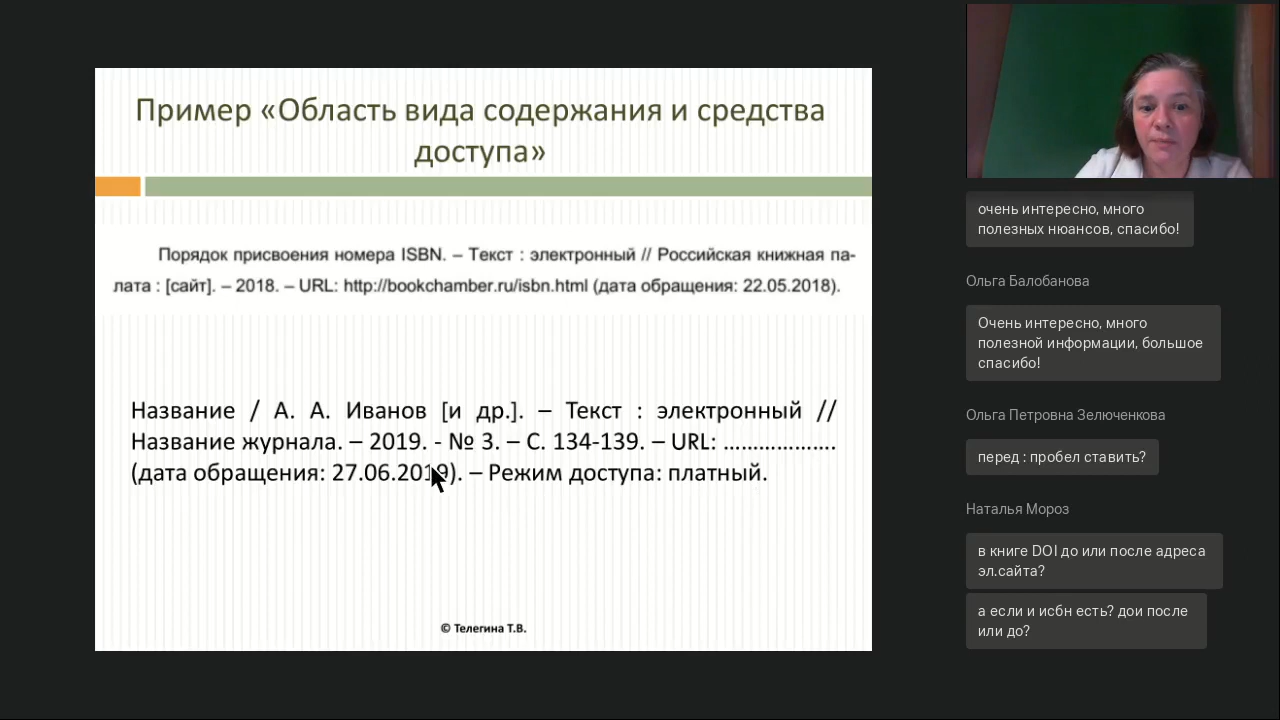 Пример «Область вида содержания и средства
доступа»
Порядок присвоения номера ISBN. – Текст : электронный // Российская книжная па-
лата : [сайт]. – 2018. – URL: http://bookchamber.ru/isbn.html (дата обращения: 22.05.2018).
Название / А. А. Иванов [и др.]. – Текст : электронный //
Название журнала. – 2019. - № 3. – С. 134-139. – URL: ..................
(дата обращения: 27.06.2019). – Режим доступа: платный.
© Телегина Т.В.
очень интересно, много
полезных нюансов, спасибо!
Ольга Балобанова
Очень интересно, много
полезной информации, большое
спасибо!
Ольга Петровна Зелюченкова
перед : пробел ставить?
Наталья Мороз
в книге DOI до или после адреса
эл.сайта?
а если и исбн есть? дои после
или до?